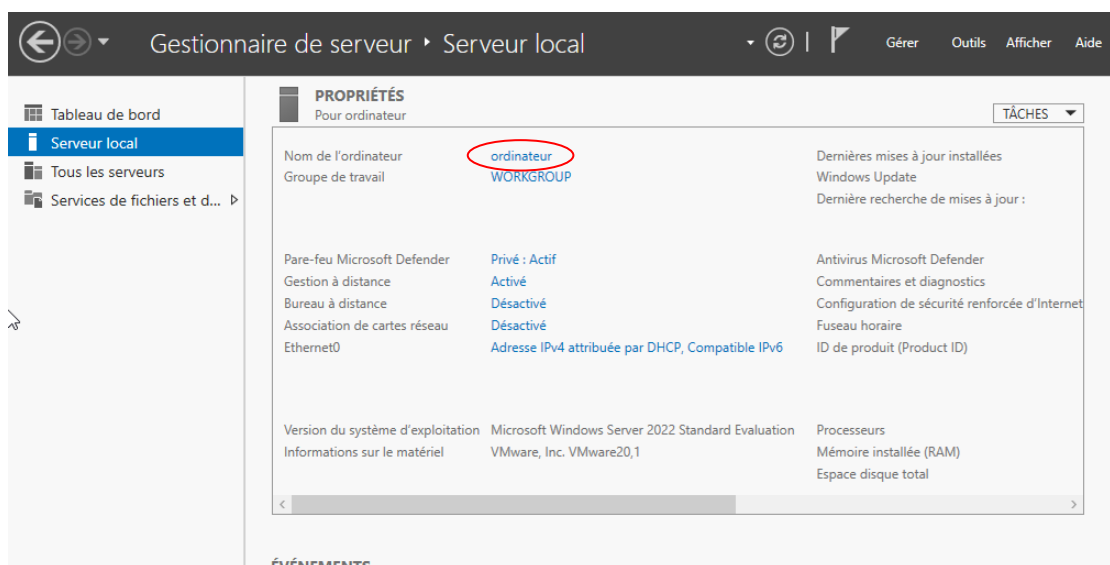 Gestionnaire de serveur ‣ Serveur local
Gérer Outils Afficher Aide
Tableau de bord
Serveur local
Tous les serveurs
Services de fichiers et d...
PROPRIÉTÉS
Pour ordinateur
TÂCHES
Nom de l'ordinateur ordinateur Dernières mises à jour installées
Groupe de travail WORKGROUP Windows Update
Dernière recherche de mises à jour :
Pare-feu Microsoft Defender Privé : Actif Antivirus Microsoft Defender
Gestion à distance Activé Commentaires et diagnostics
Bureau à distance Désactivé Configuration de sécurité renforcée d'Internet
Association de cartes réseau Désactivé Fuseau horaire
Ethernet0 Adresse IPv4 attribuée par DHCP, Compatible IPv6 ID de produit (Product ID)
Version du système d'exploitation Microsoft Windows Server 2022 Standard Evaluation Processeurs
Informations sur le matériel VMware, Inc. VMware20,1 Mémoire installée (RAM)
Espace disque total
ÉVÉNEMENTS